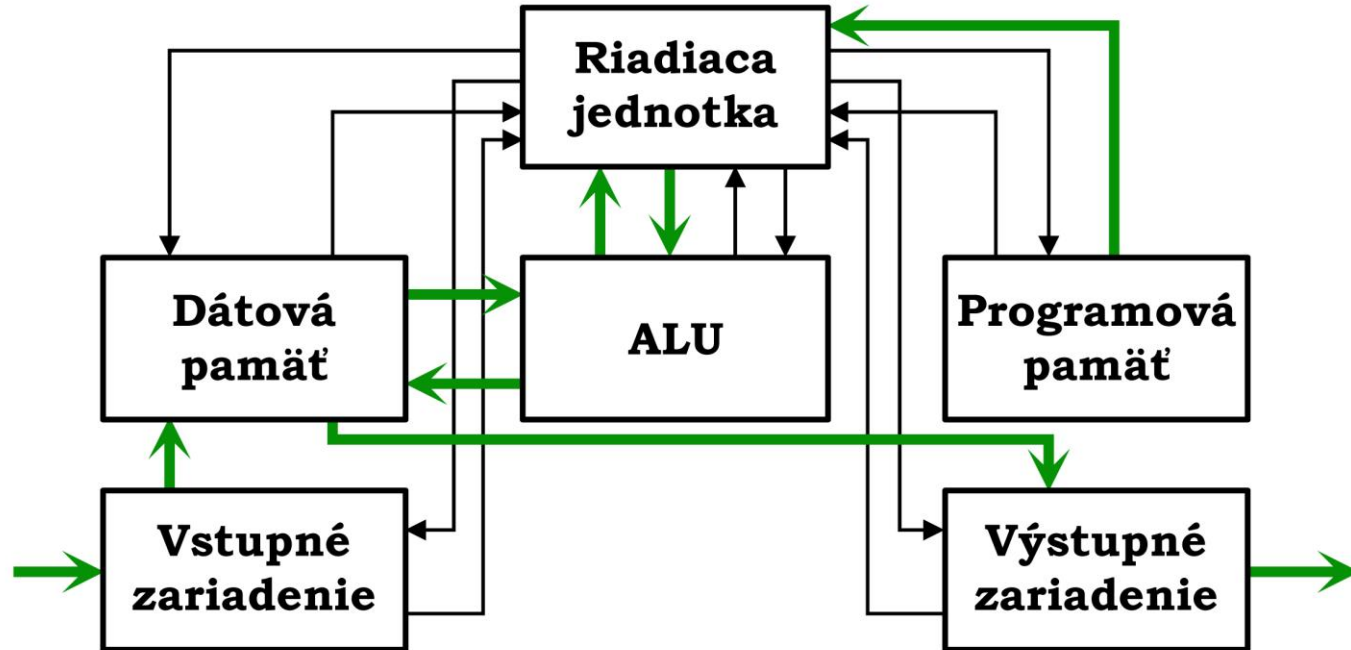 Riadiaca
jednotka
Dátová
pamäť
ALU
Programová
pamäť
Vstupné
zariadenie
Výstupné
zariadenie